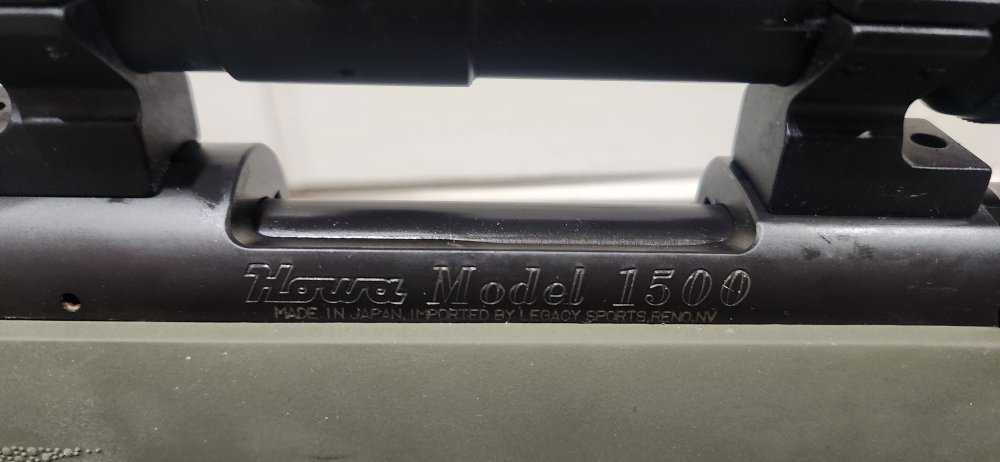 Howa Model 1500
MADE IN JAPAN, IMPORTED BY LEGACY SPORTS, RENO, NV